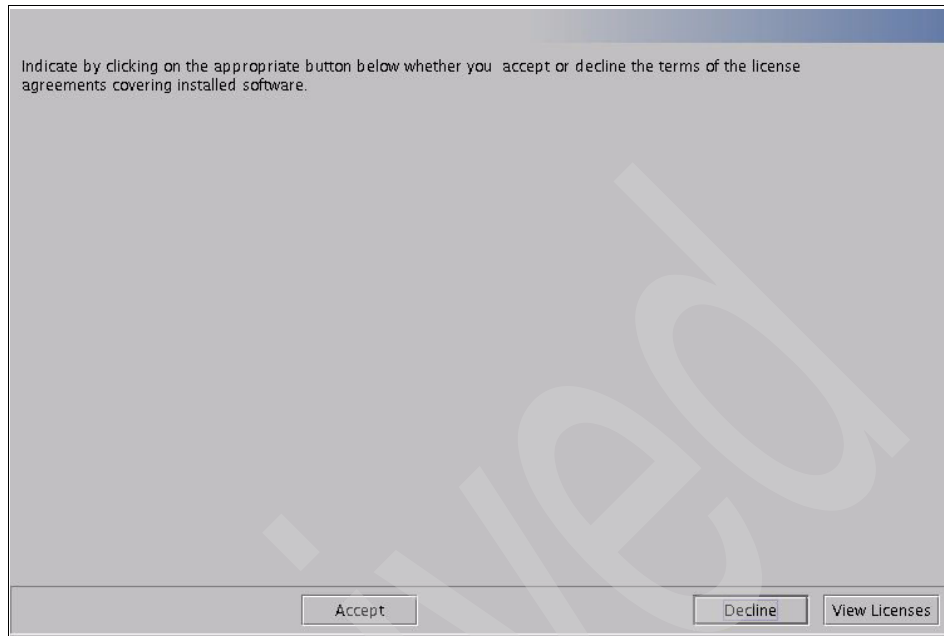 Indicate by clicking on the appropriate button below whether you  accept or decline the terms of the license
agreements covering installed software.
ived
Accept Decline View Licenses